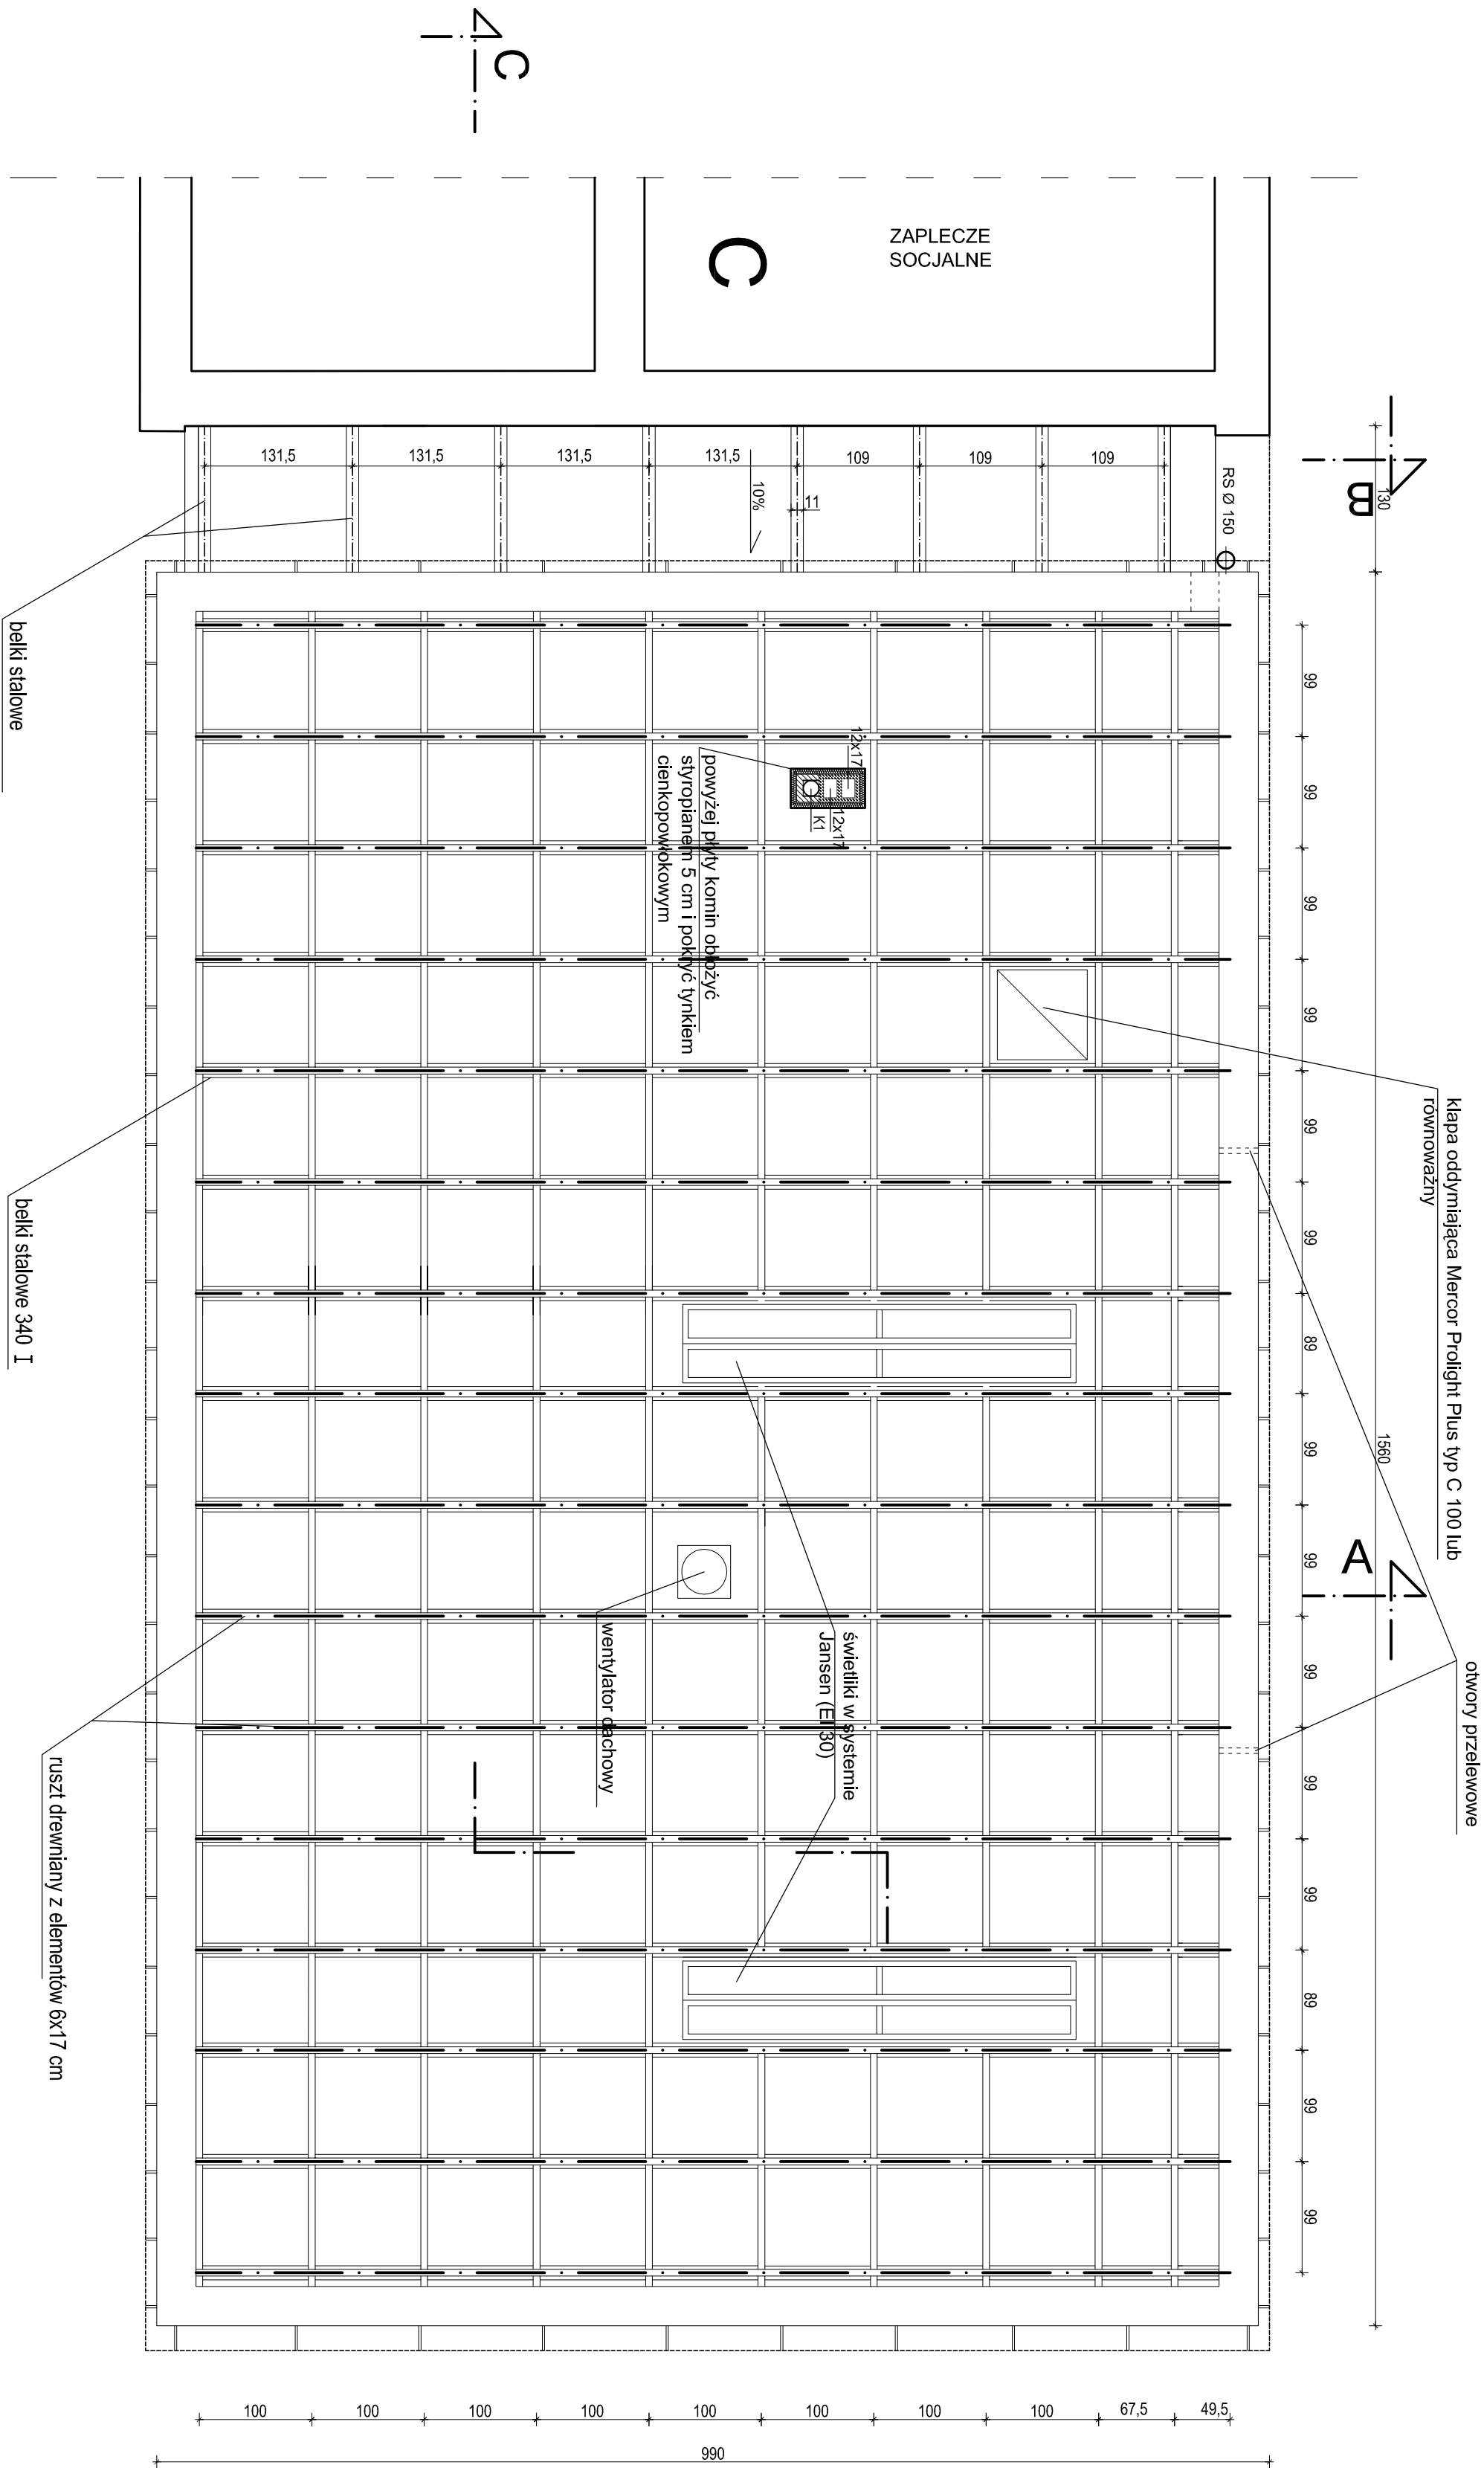 C
ZAPLECZE
SOCJALNE
C
B
130
131,5
131,5
131,5
131,5
109
109
109
10%
11
RS Ø 150
belki stalowe
99
99
99
99
99
99
89
99
99
99
99
99
89
99
99
1560
12x17
12x17
K1
powyżej płyty komin obłożyć
styropianem 5 cm i pokryć tynkiem
cienkopowłokowym
klapa oddymiająca Mercor Prolight Plus typ C 100 lub
równoważny
otwory przelewowe
A
belki stalowe 340 I
świetliki w systemie
Jansen (EI 30)
wentylator dachowy
ruszt drewniany z elementów 6x17 cm
100
100
100
100
100
100
100
100
67,5
49,5
990